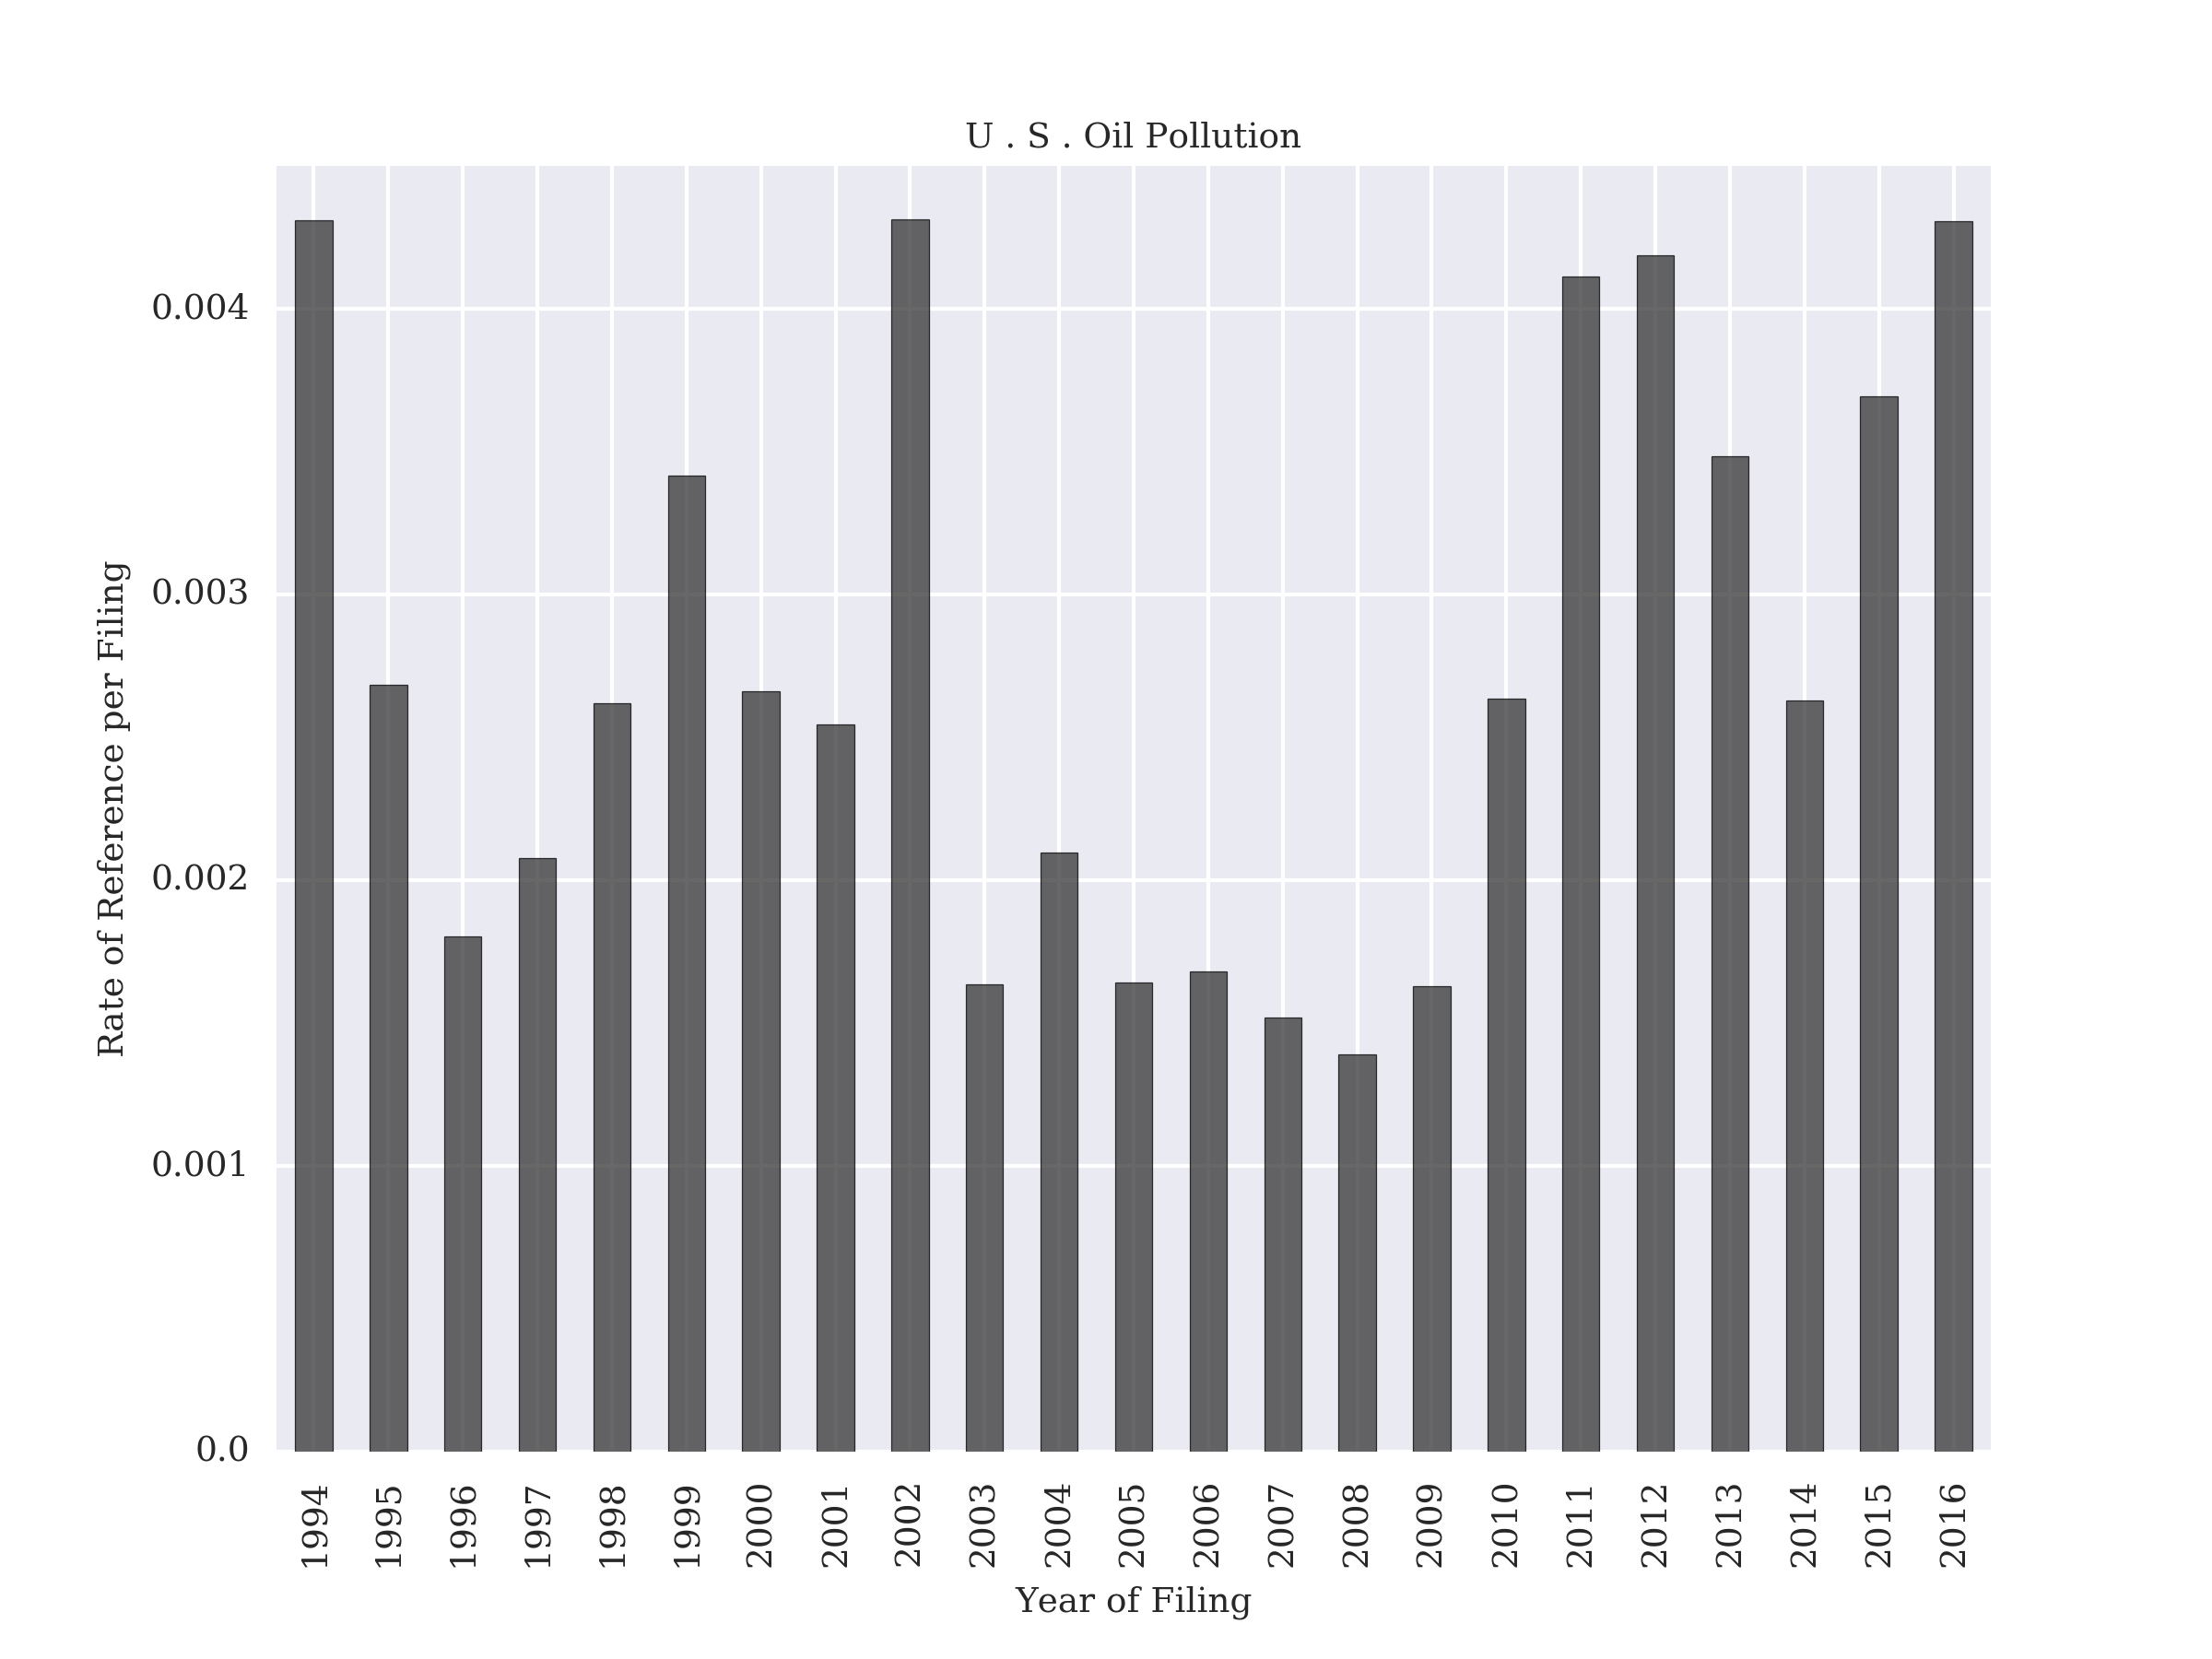 U . S . Oil Pollution
Rate of Reference per Filing
0.004
0.003
0.002
0.001
0.0
1994 1995 1996 1997 1998 1999 2000 2001 2002 2003 2004 2005 2006 2007 2008 2009 2010 2011 2012 2013 2014 2015 2016
Year of Filing